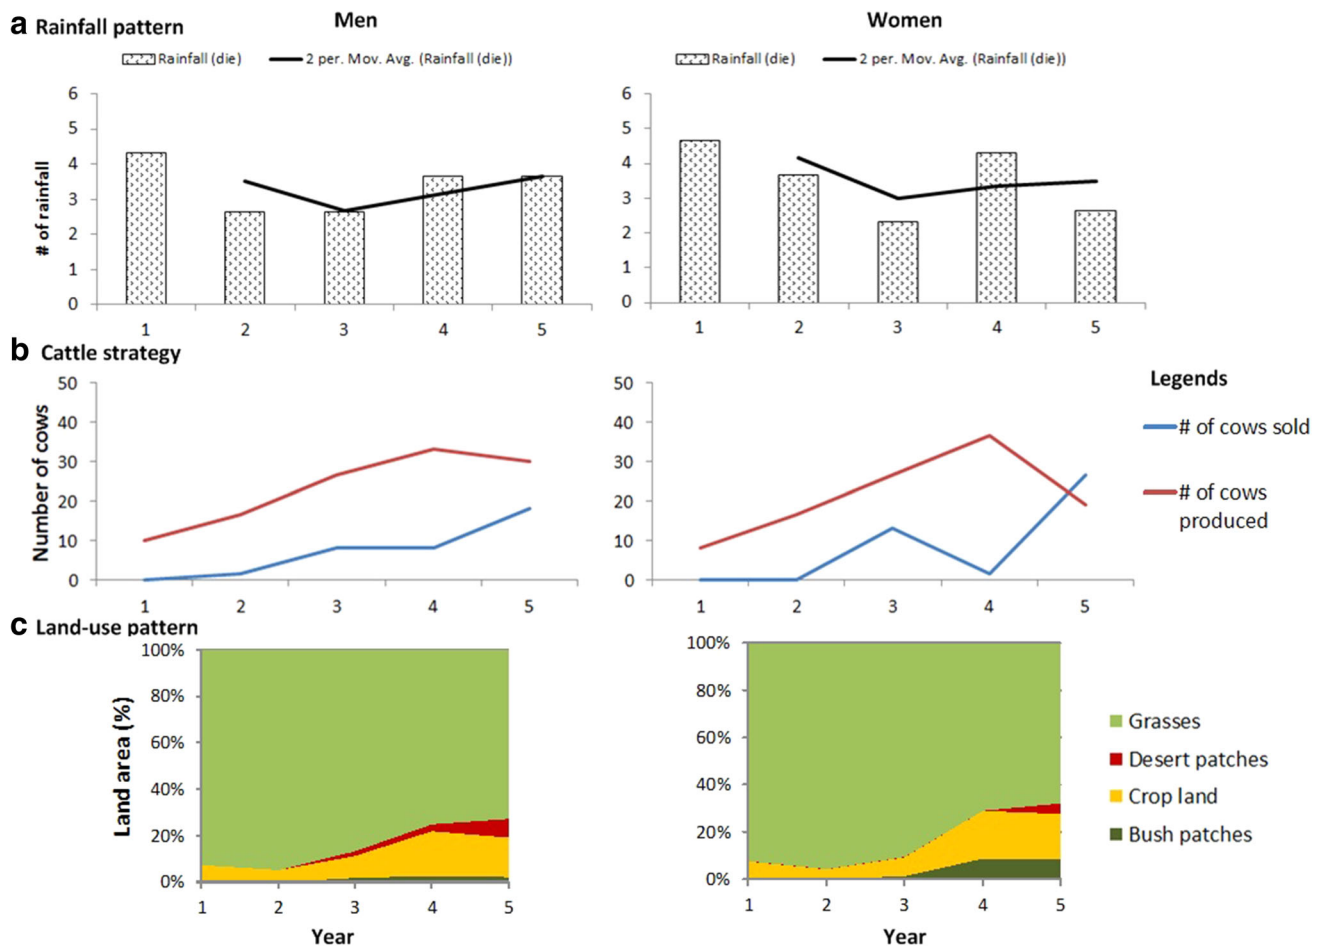 a Rainfall pattern
Men
Women
Rainfall (die)
2 per. Mov. Avg. (Rainfall (die))
Rainfall (die)
2 per. Mov. Avg. (Rainfall (die))
# of rainfall
6
5
4
3
2
1
0
1 2 3 4 5
6
5
4
3
2
1
0
1 2 3 4 5
b Cattle strategy
Number of cows
50
40
30
20
10
0
1 2 3 4 5
50
40
30
20
10
0
1 2 3 4 5
Legends
# of cows sold
# of cows
produced
c Land-use pattern
Land area (%)
100%
80%
60%
40%
20%
0%
1 2 3 4 5
Year
100%
80%
60%
40%
20%
0%
1 2 3 4 5
Year
Grasses
Desert patches
Crop land
Bush patches